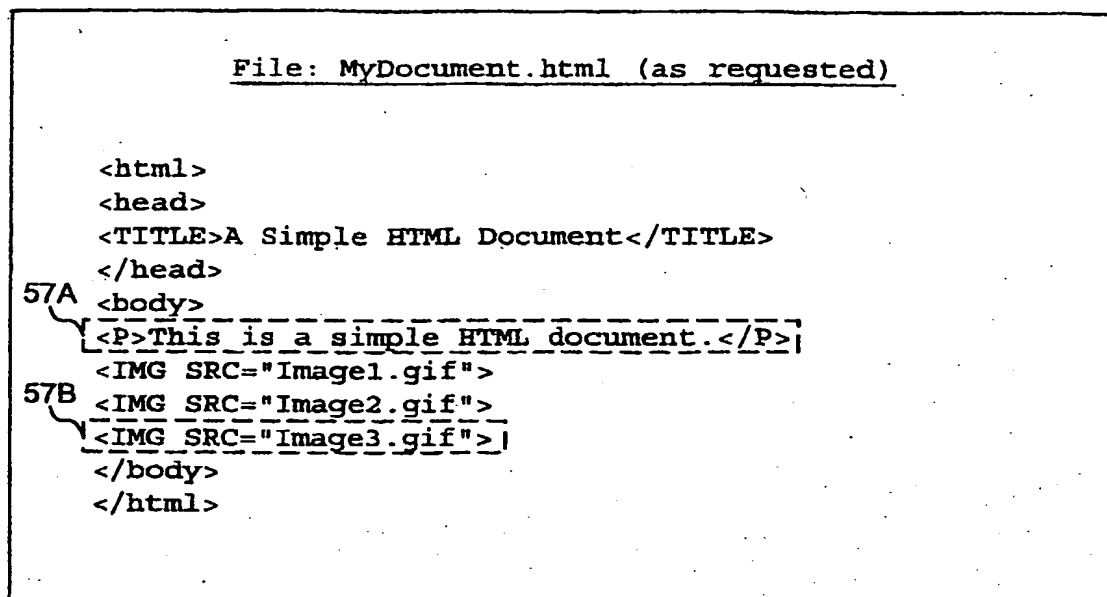 File: MyDocument.html (as requested)
<html>
<head>
<TITLE>A Simple HTML Document</TITLE>
</head>
57A <body>
<P>This is a simple HTML document.</P>
<IMG SRC="Image1.gif">
57B <IMG SRC="Image2.gif">
<IMG SRC="Image3.gif">
</body>
</html>